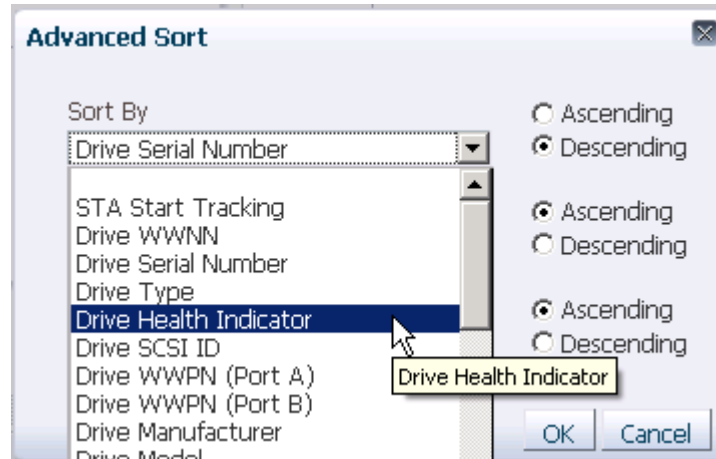 Advanced Sort
Sort By
Ascending
Drive Serial Number
Descending
STA Start Tracking
Ascending
Drive WWNN
Descending
Drive Serial Number
Drive Type
Drive Health Indicator
Ascending
Drive SCSI ID
Descending
Drive WWPN (Port A)
Drive Health Indicator
Drive WWPN (Port B)
Drive Manufacturer
OK
Cancel
Drive Model